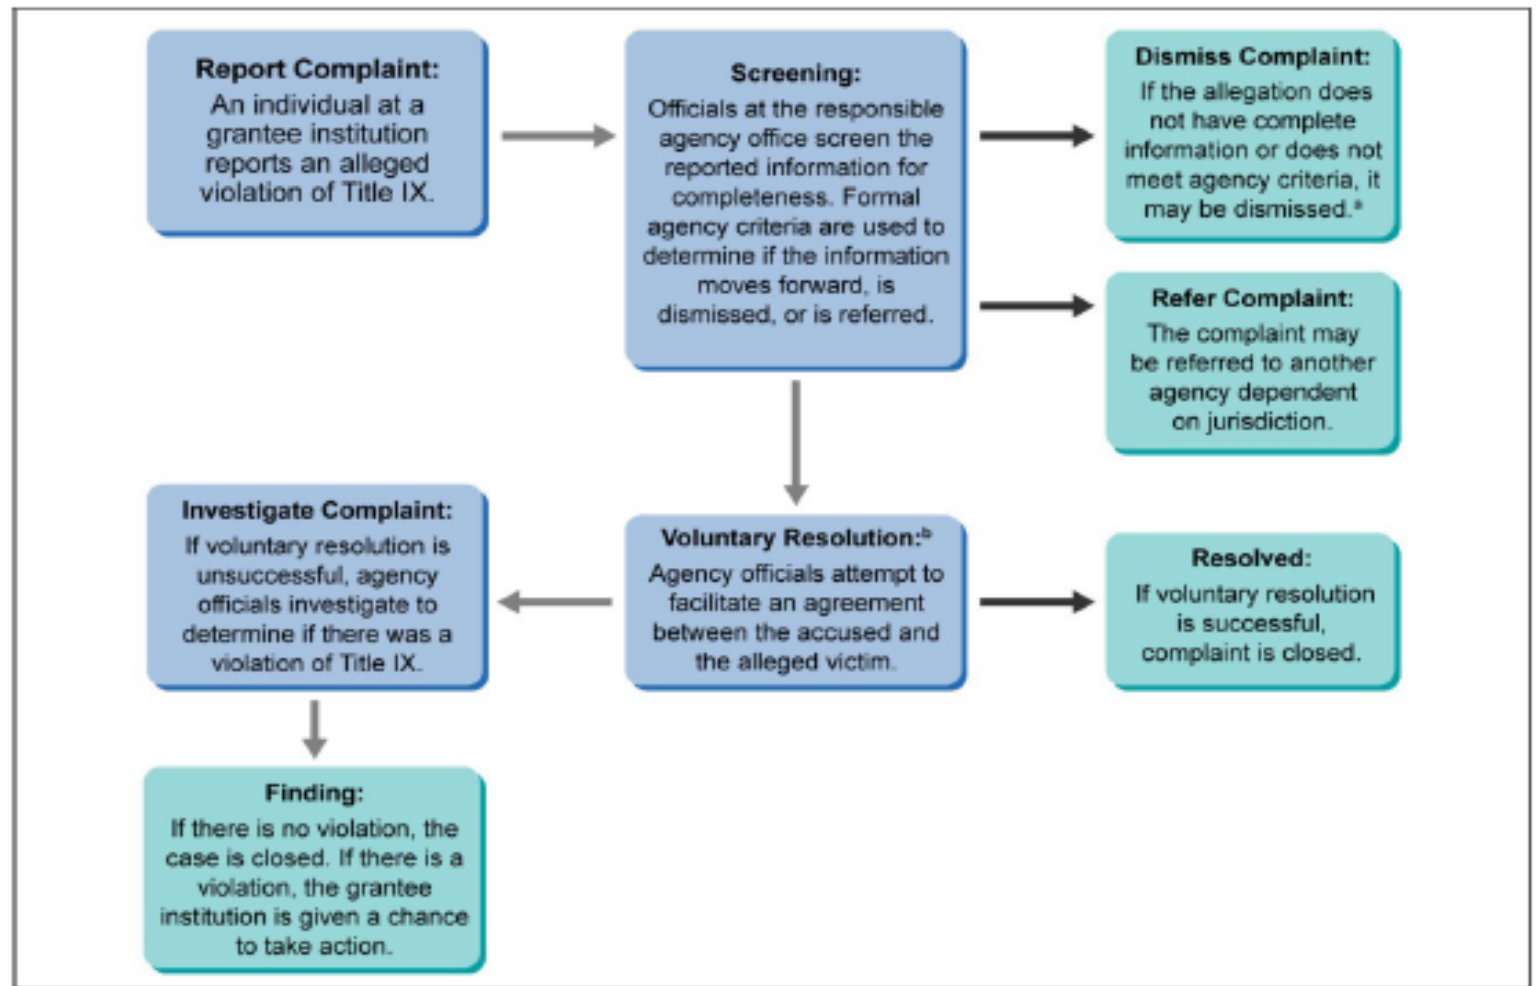 Report Complaint:
An individual at a
grantee institution
reports an alleged
violation of Title IX.
Screening:
Officials at the responsible
agency office screen the
reported information for
completeness. Formal
agency criteria are used to
determine if the information
moves forward, is
dismissed, or is referred.
Dismiss Complaint:
If the allegation does
not have complete
information or does not
meet agency criteria, it
may be dismissed.ᵃ
Refer Complaint:
The complaint may
be referred to another
agency dependent
on jurisdiction.
Investigate Complaint:
If voluntary resolution is
unsuccessful, agency
officials investigate to
determine if there was a
violation of Title IX.
Voluntary Resolution:ᵇ
Agency officials attempt to
facilitate an agreement
between the accused and
the alleged victim.
Resolved:
If voluntary resolution
is successful,
complaint is closed.
Finding:
If there is no violation, the
case is closed. If there is a
violation, the grantee
institution is given a chance
to take action.